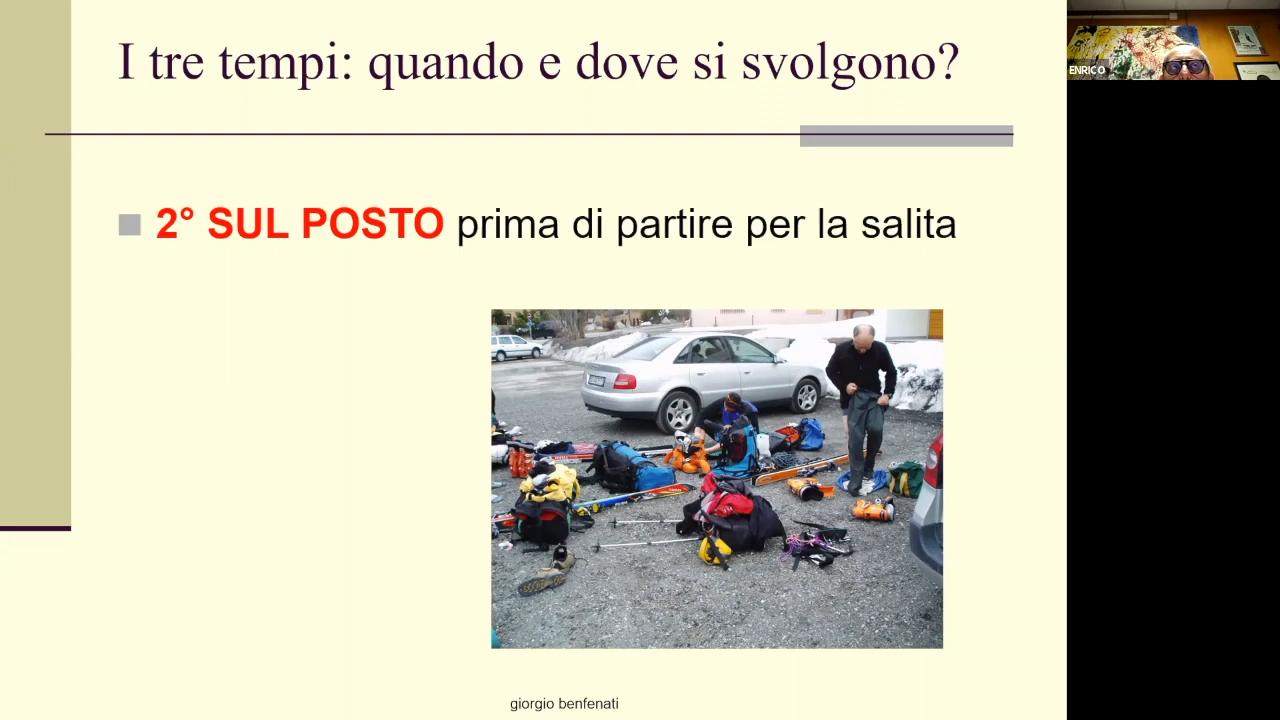 I tre tempi: quando e dove si svolgono?
2° SUL POSTO prima di partire per la salita
giorgio benfenati
ENRICO